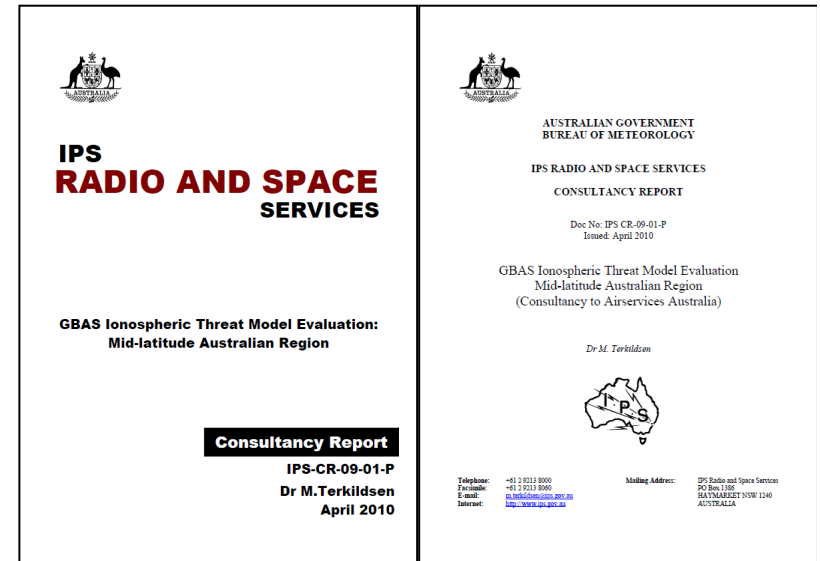 AUSTRALIA
IPS
RADIO AND SPACE
SERVICES
GBAS Ionospheric Threat Model Evaluation:
Mid-latitude Australian Region
Consultancy Report
IPS-CR-09-01-P
Dr M.Terkildsen
April 2010
AUSTRALIA
AUSTRALIAN GOVERNMENT
BUREAU OF METEOROLOGY
IPS RADIO AND SPACE SERVICES
CONSULTANCY REPORT
Doc No: IPS CR-09-01-P
Issued: April 2010
GBAS Ionospheric Threat Model Evaluation
Mid-latitude Australian Region
(Consultancy to Airservices Australia)
Dr M. Terkildsen
I.P.S.
Telephone: +61 2 9213 8000
Facsimile: +61 2 9213 8060
E-mail: m.terkildsen@ips.gov.au
Internet: http://www.ips.gov.au
Mailing Address: IPS Radio and Space Services
PO Box 1386
HAYMARKET NSW 1240
AUSTRALIA